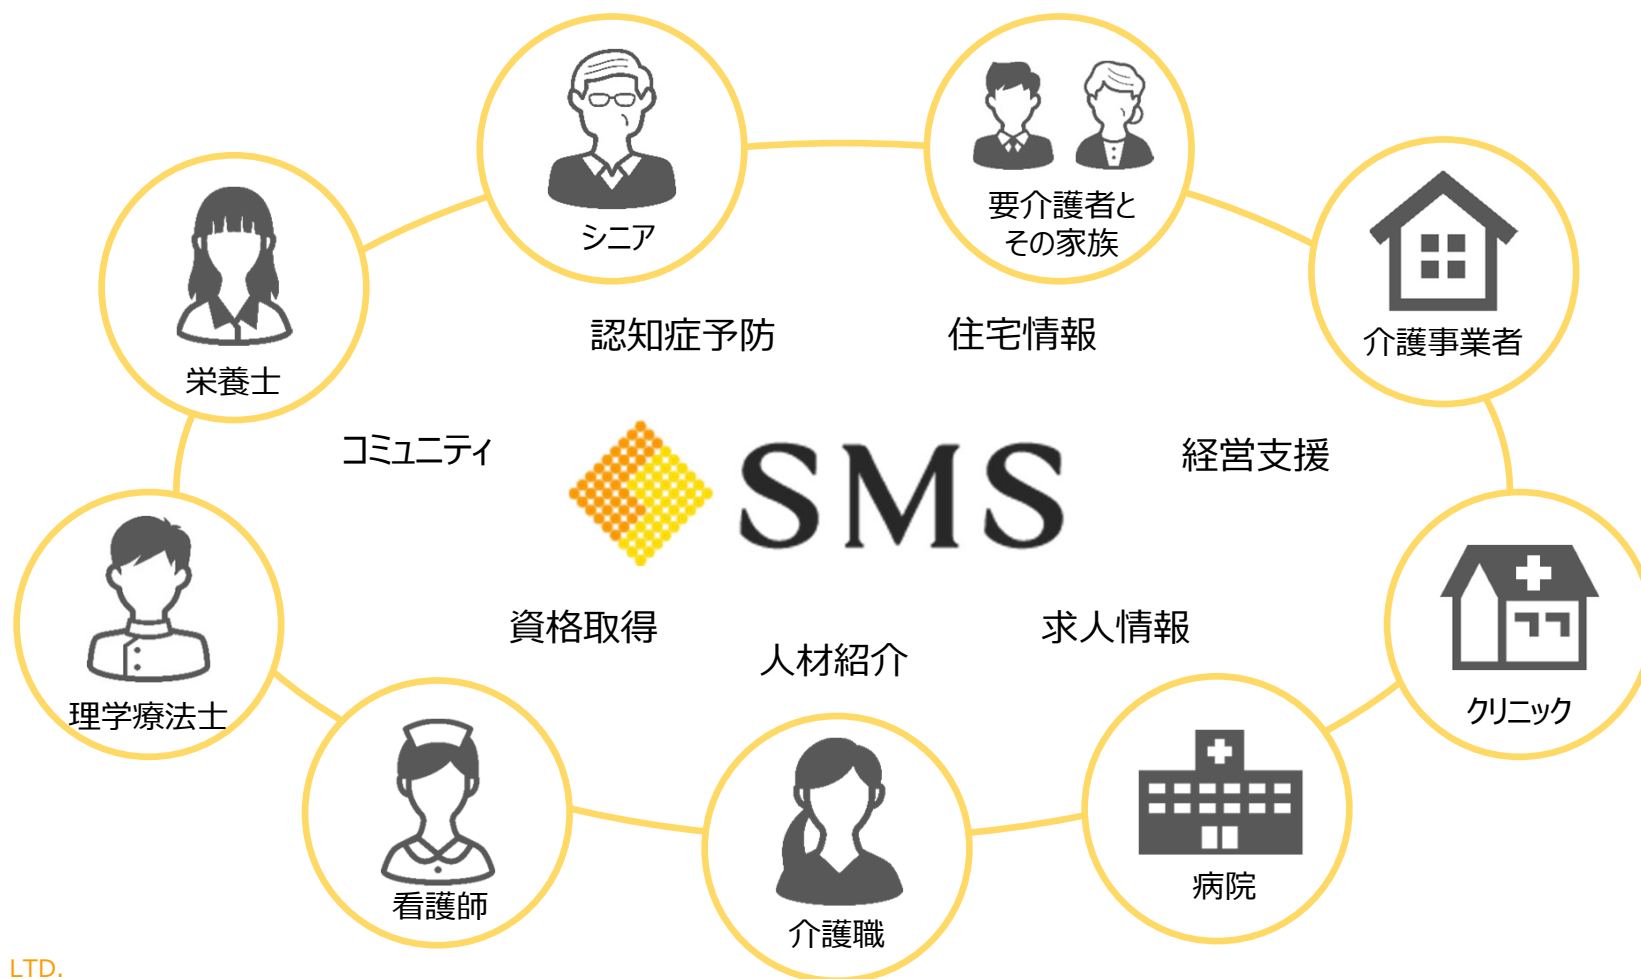 シニア
要介護者と
その家族
栄養士
介護事業者
認知症予防
住宅情報
コミュニティ
経営支援
SMS
資格取得
求人情報
人材紹介
理学療法士
クリニック
看護師
病院
介護職
LTD.